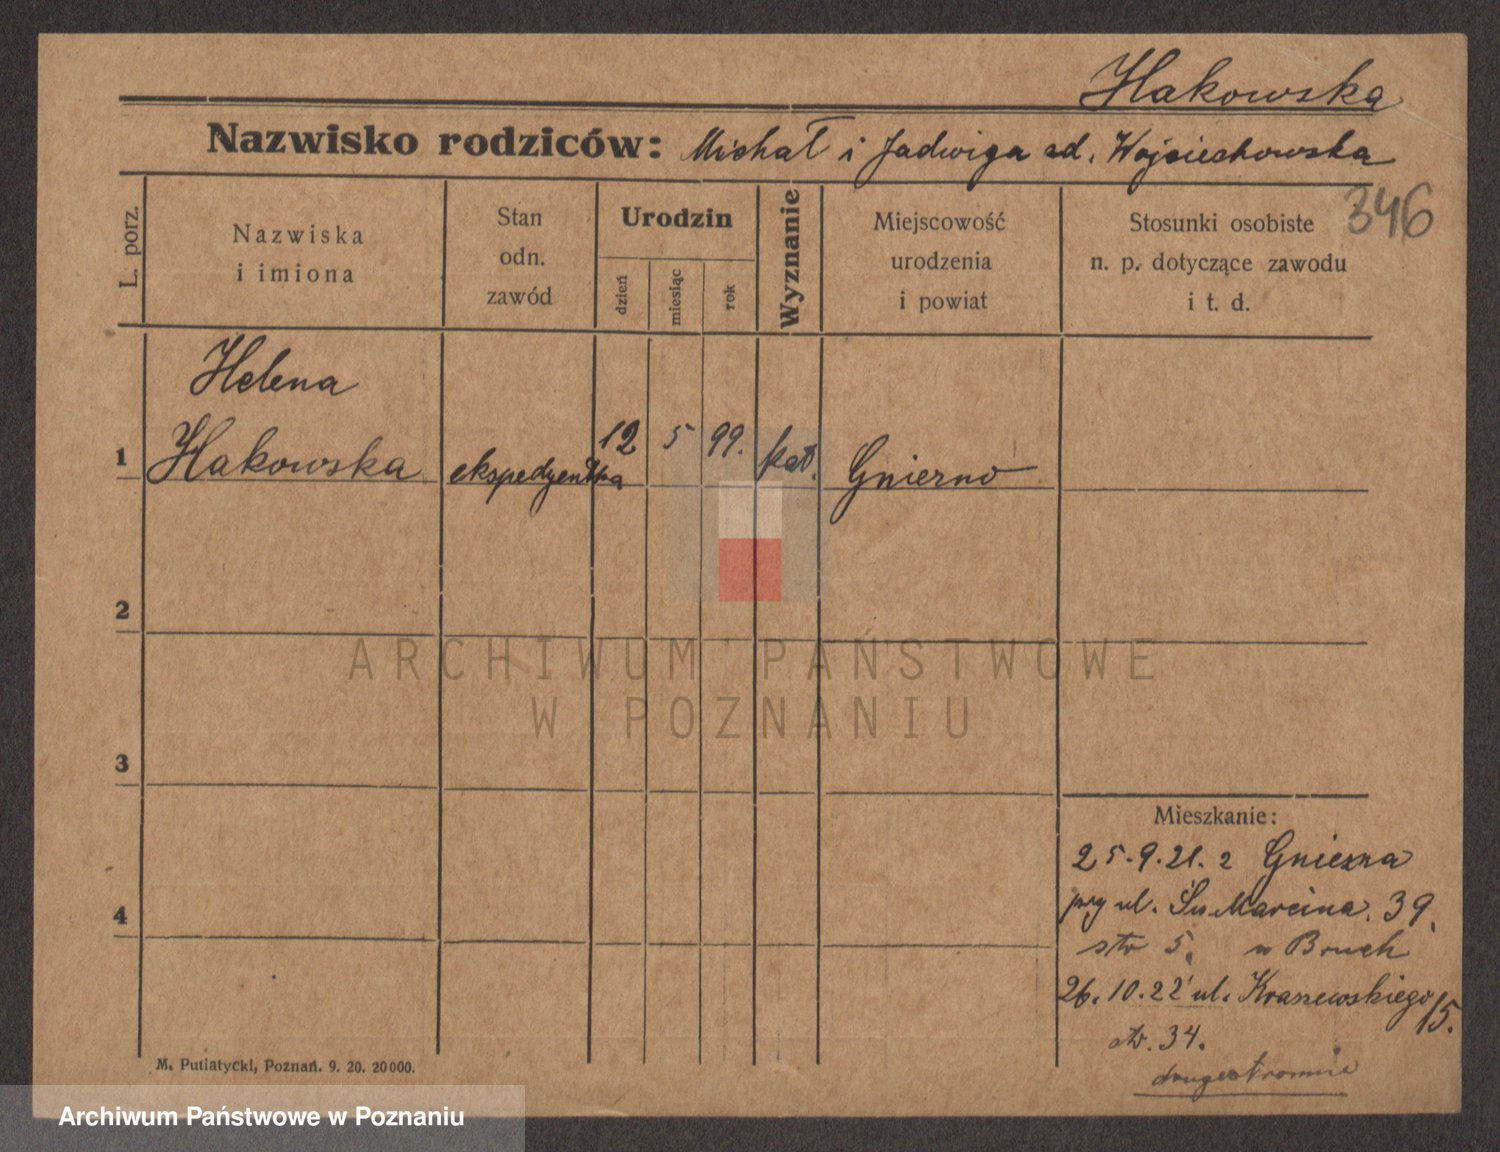 Hakowska
Nazwisko rodziców: Michał i Jadwiga zd. Wojciechowska
346
L. porz.
Nazwiska
i imiona
Stan
odn.
zawód
Urodzin
dzień
miesiąc
rok
Wyznanie
Miejscowość
urodzenia
i powiat
Stosunki osobiste
n. p. dotyczące zawodu
i t. d.
Helena
1 Hakowska ekspedyentka 12 5 99. kat. Gniezno
2
ARCHIWUM PAŃSTWOWE
W POZNANIU
3
Mieszkanie:
25.9.21. z Gniezna
przy ul. Św Marcina. 39.
str 5. u Bruch
4
26.10.22 ul. Kraszewskiego 15.
str. 34.
M. Putiatycki, Poznań. 9. 20. 20000.
Archiwum Państwowe w Poznaniu